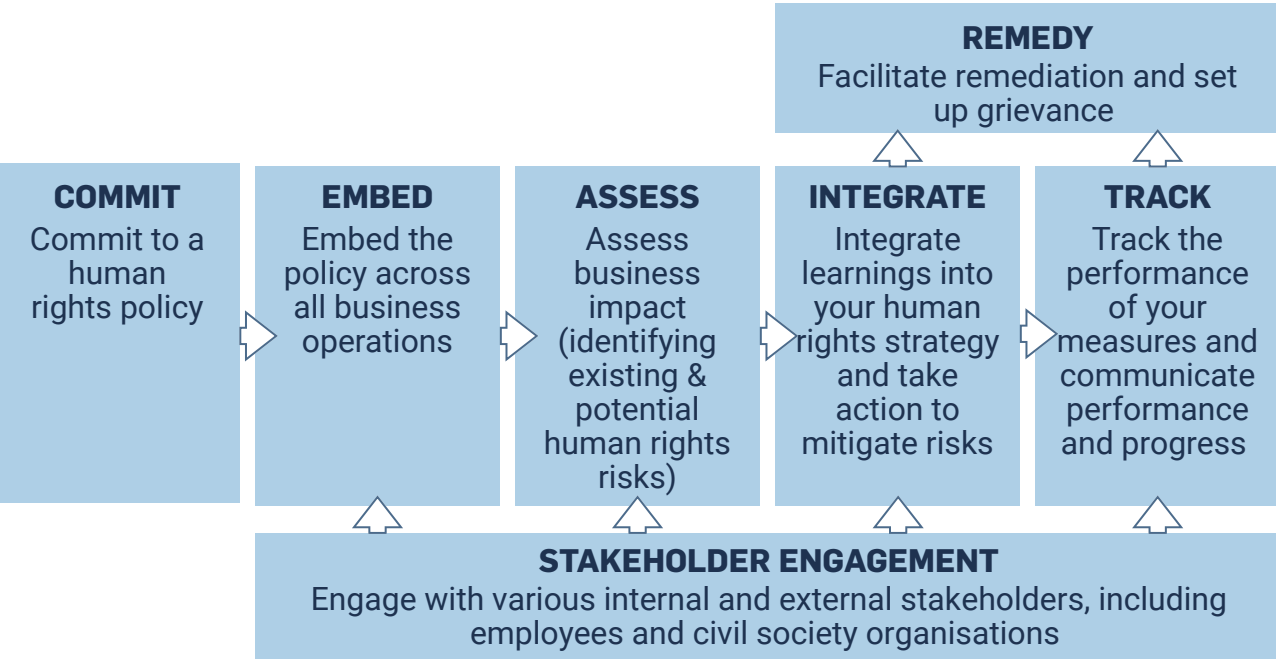 REMEDY
Facilitate remediation and set
up grievance
COMMIT
Commit to a
human
rights policy
EMBED
Embed the
policy across
all business
operations
ASSESS
Assess
business
impact
(identifying
existing &
potential
human rights
risks)
INTEGRATE
Integrate
learnings into
your human
rights strategy
and take
action to
mitigate risks
TRACK
Track the
performance
of your
measures and
communicate
performance
and progress
STAKEHOLDER ENGAGEMENT
Engage with various internal and external stakeholders, including
employees and civil society organisations